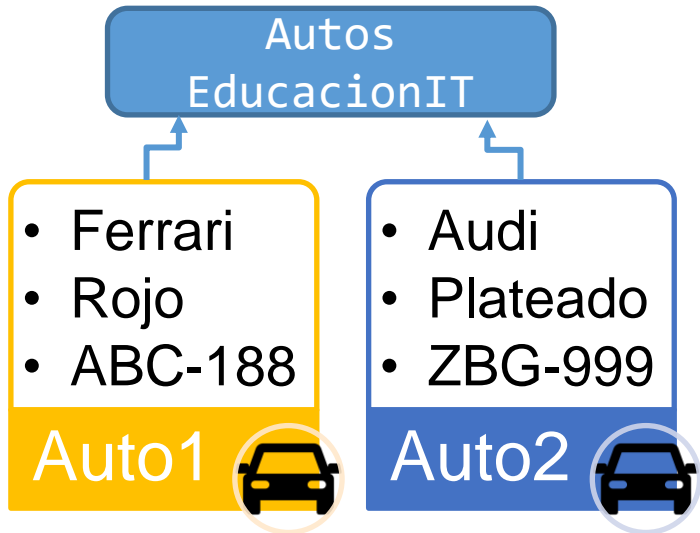 Autos
EducacionIT
• Ferrari
• Rojo
• ABC-188
Auto1
• Audi
• Plateado
• ZBG-999
Auto2